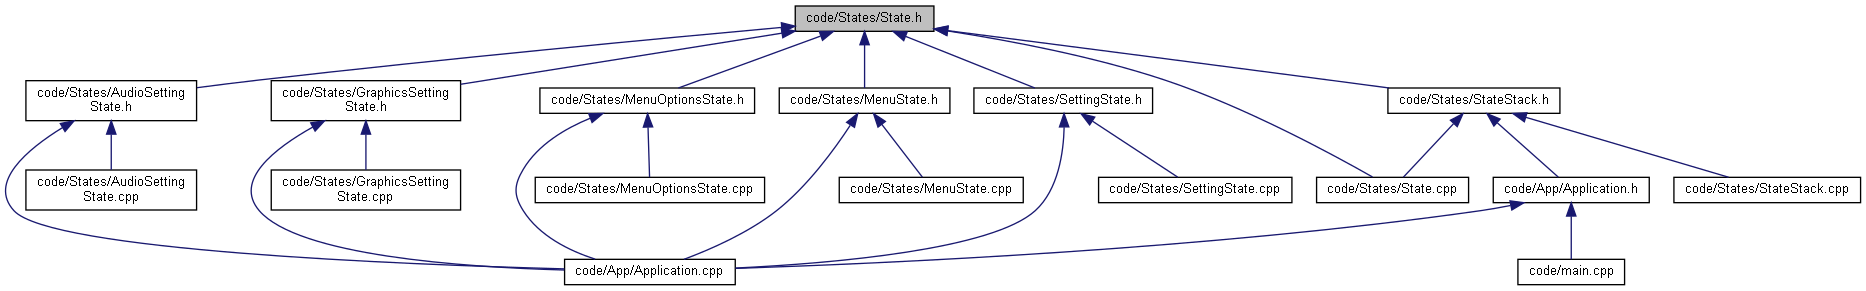 code/States/State.h
code/States/AudioSetting
State.h
code/States/GraphicsSetting
State.h
code/States/MenuOptionsState.h
code/States/MenuState.h
code/States/SettingState.h
code/States/StateStack.h
code/States/AudioSetting
State.cpp
code/States/GraphicsSetting
State.cpp
code/States/MenuOptionsState.cpp
code/States/MenuState.cpp
code/States/SettingState.cpp
code/States/State.cpp
code/App/Application.h
code/States/StateStack.cpp
code/App/Application.cpp
code/main.cpp